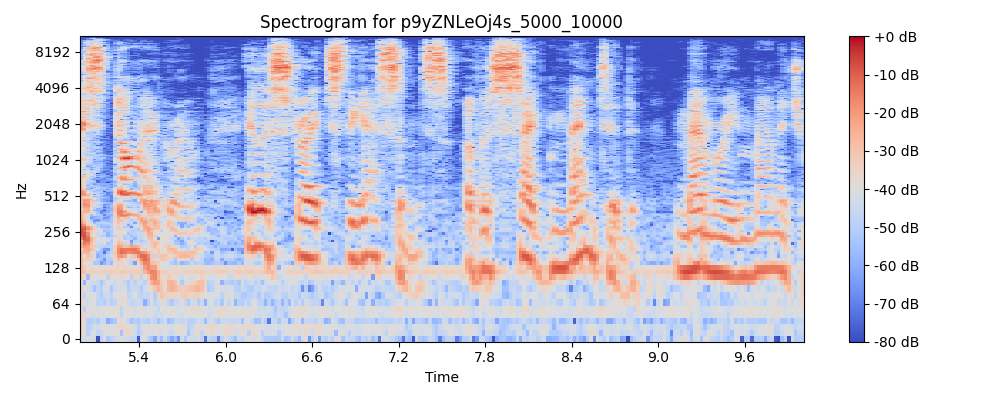 Spectrogram for p9yZNLeOj4s_5000_10000
8192
4096
2048
1024
512
256
128
64
0
Hz
5.4 6.0 6.6 7.2 7.8 8.4 9.0 9.6
Time
+0 dB
-10 dB
-20 dB
-30 dB
-40 dB
-50 dB
-60 dB
-70 dB
-80 dB